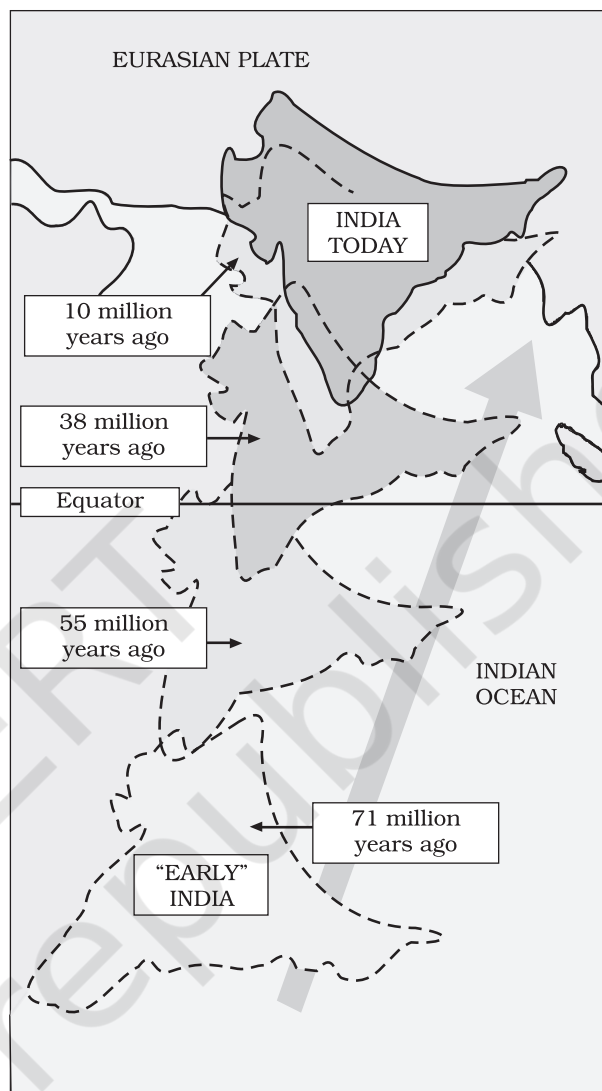 EURASIAN PLATE
INDIA
TODAY
10 million
years ago
38 million
years ago
Equator
55 million
years ago
INDIAN
OCEAN
71 million
years ago
“EARLY”
INDIA